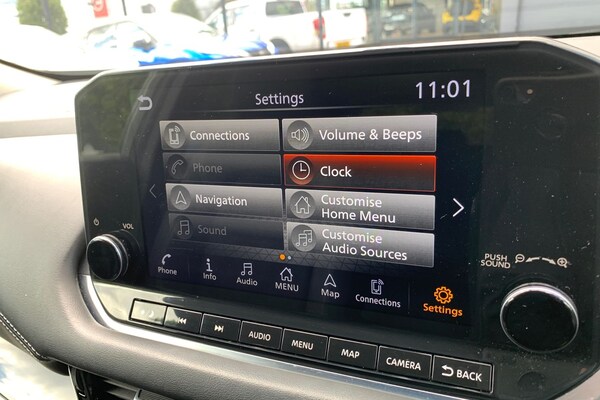 11:01
Settings
Connections
Volume & Beeps
Phone
Clock
Navigation
Customise
Home Menu
Sound
Customise
Audio Sources
Phone
Info
Audio
MENU
Map
Connections
Settings
VOL
PUSH
SOUND
AUDIO
MENU
MAP
CAMERA
BACK